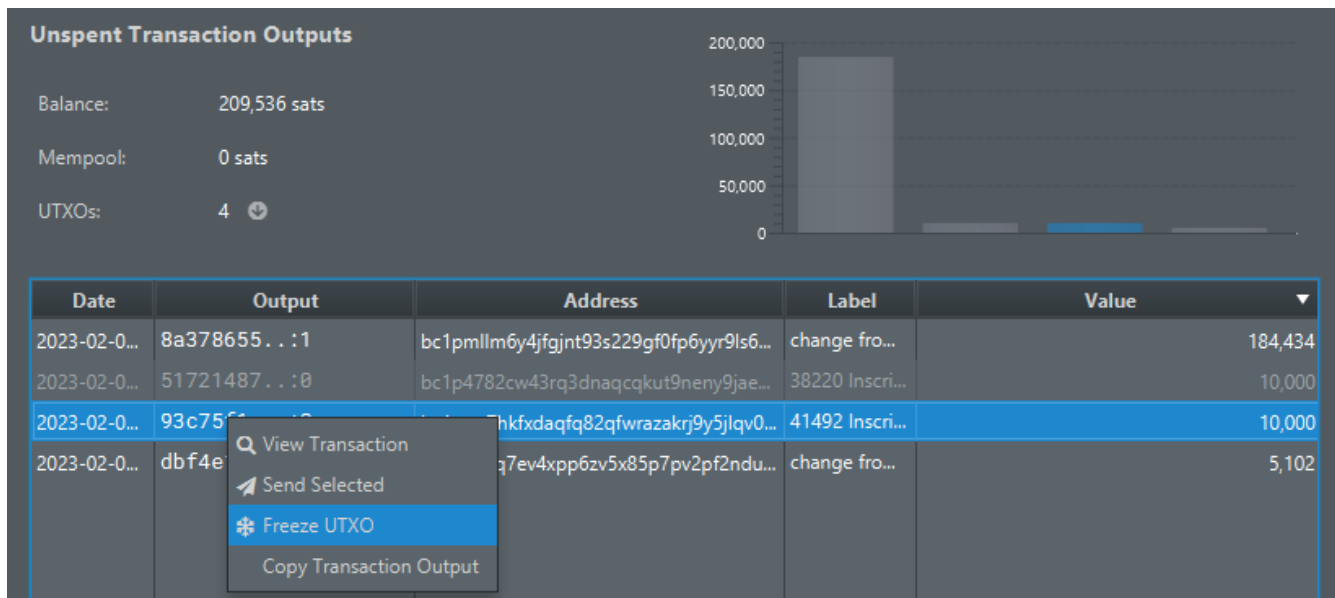 Unspent Transaction Outputs
Balance: 209,536 sats
Mempool: 0 sats
UTXOs: 4
200,000
150,000
100,000
50,000
0
Date Output Address Label Value
2023-02-0... 8a378655..:1 bc1pmllm6y4jfgjnt93s229gf0fp6yyr9ls6... change fro... 184,434
2023-02-0... 51721487..:0 bc1p4782cw43rq3dnaqcqkut9neny9jae... 38220 Inscri... 10,000
2023-02-0... 93c75f hkfxdaqfq82qfwrazakrj9y5jlqv0... 41492 Inscri... 10,000
2023-02-0... dbf4e q7ev4xpp6zv5x85p7pv2pf2ndu... change fro... 5,102
View Transaction
Send Selected
Freeze UTXO
Copy Transaction Output